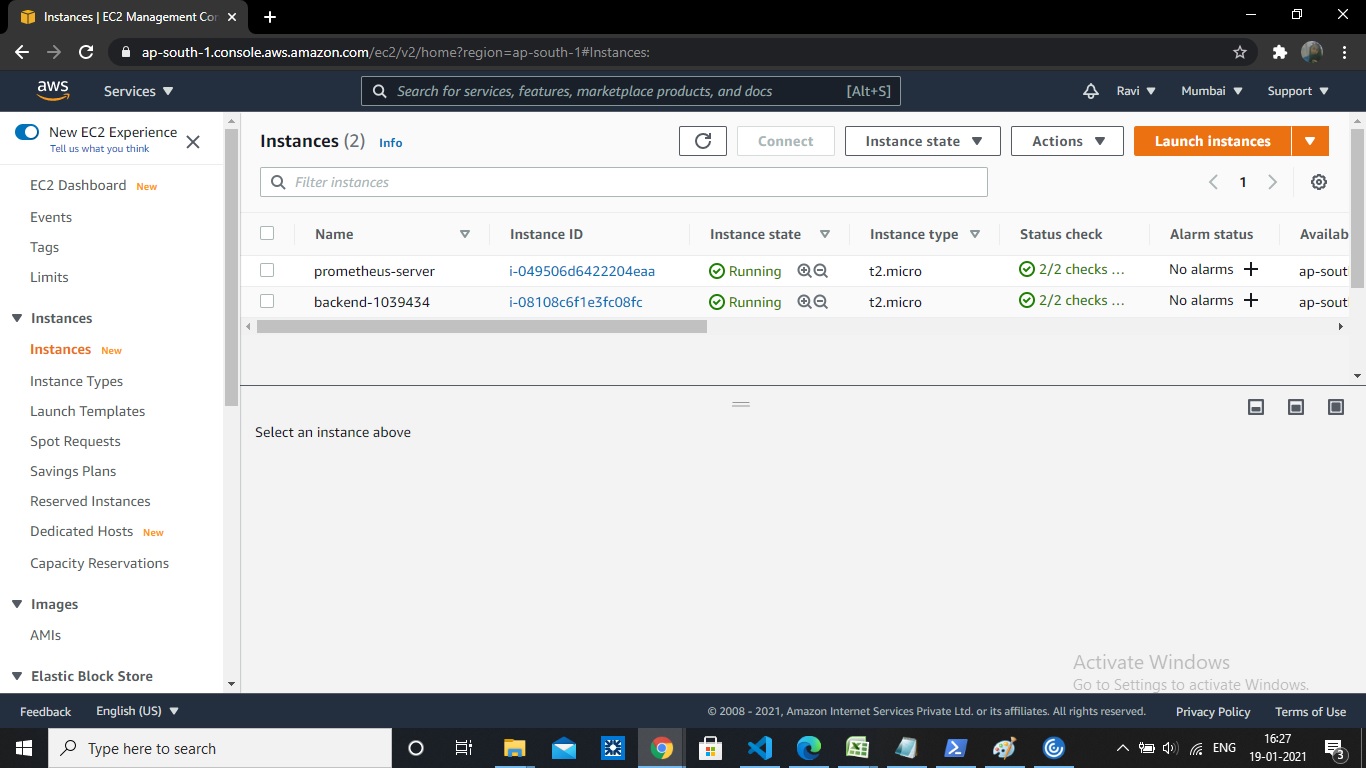 Instances | EC2 Management Con
ap-south-1.console.aws.amazon.com/ec2/v2/home?region=ap-south-1#Instances:
aws Services Search for services, features, marketplace products, and docs [Alt+S] Ravi Mumbai Support
New EC2 Experience
Tell us what you think
EC2 Dashboard New
Events
Tags
Limits
Instances
Instances New
Instance Types
Launch Templates
Spot Requests
Savings Plans
Reserved Instances
Dedicated Hosts New
Capacity Reservations
Images
AMIs
Elastic Block Store
Instances (2) Info Connect Instance state Actions Launch instances
Filter instances 1
Name Instance ID Instance state Instance type Status check Alarm status Availab
prometheus-server i-049506d6422204eaa Running t2.micro 2/2 checks ... No alarms + ap-sout
backend-1039434 i-08108c6f1e3fc08fc Running t2.micro 2/2 checks ... No alarms + ap-sout
Select an instance above
Activate Windows
Go to Settings to activate Windows.
Feedback English (US) © 2008 - 2021, Amazon Internet Services Private Ltd. or its affiliates. All rights reserved. Privacy Policy Terms of Use
Type here to search ENG 16:27
19-01-2021 3